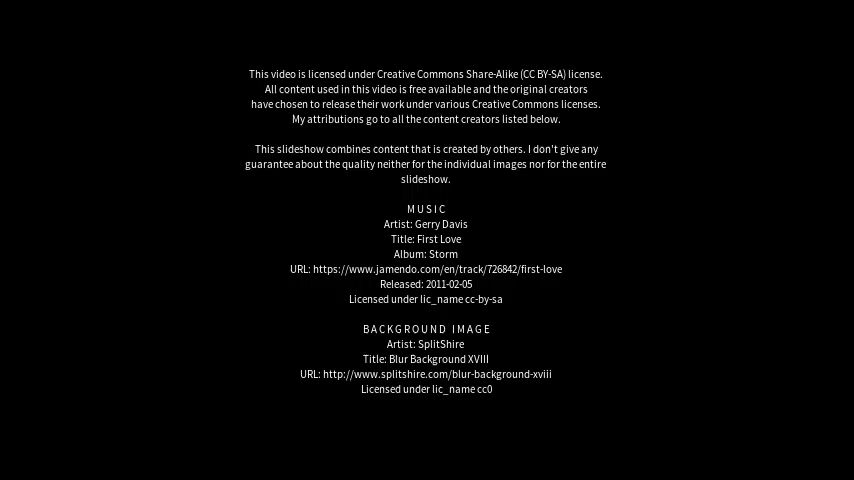 This video is licensed under Creative Commons Share-Alike (CC BY-SA) license.
All content used in this video is free available and the original creators
have chosen to release their work under various Creative Commons licenses.
My attributions go to all the content creators listed below.
This slideshow combines content that is created by others. I don't give any
guarantee about the quality neither for the individual images nor for the entire
slideshow.
MUSIC
Artist: Gerry Davis
Title: First Love
Album: Storm
URL: https://www.jamendo.com/en/track/726842/first-love
Released: 2011-02-05
Licensed under lic_name cc-by-sa
BACKGROUND IMAGE
Artist: SplitShire
Title: Blur Background XVIII
URL: http://www.splitshire.com/blur-background-xviii
Licensed under lic_name cc0